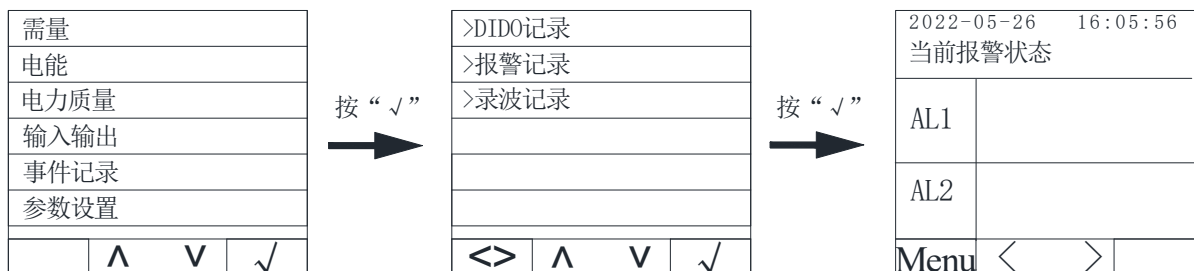 需量
电能
电力质量
输入输出
事件记录
参数设置
∧ ∨ √
按“√”
>DIDO记录
>报警记录
>录波记录
<> ∧ ∨ √
按“√”
2022-05-26 16:05:56
当前报警状态
AL1
AL2
Menu < >